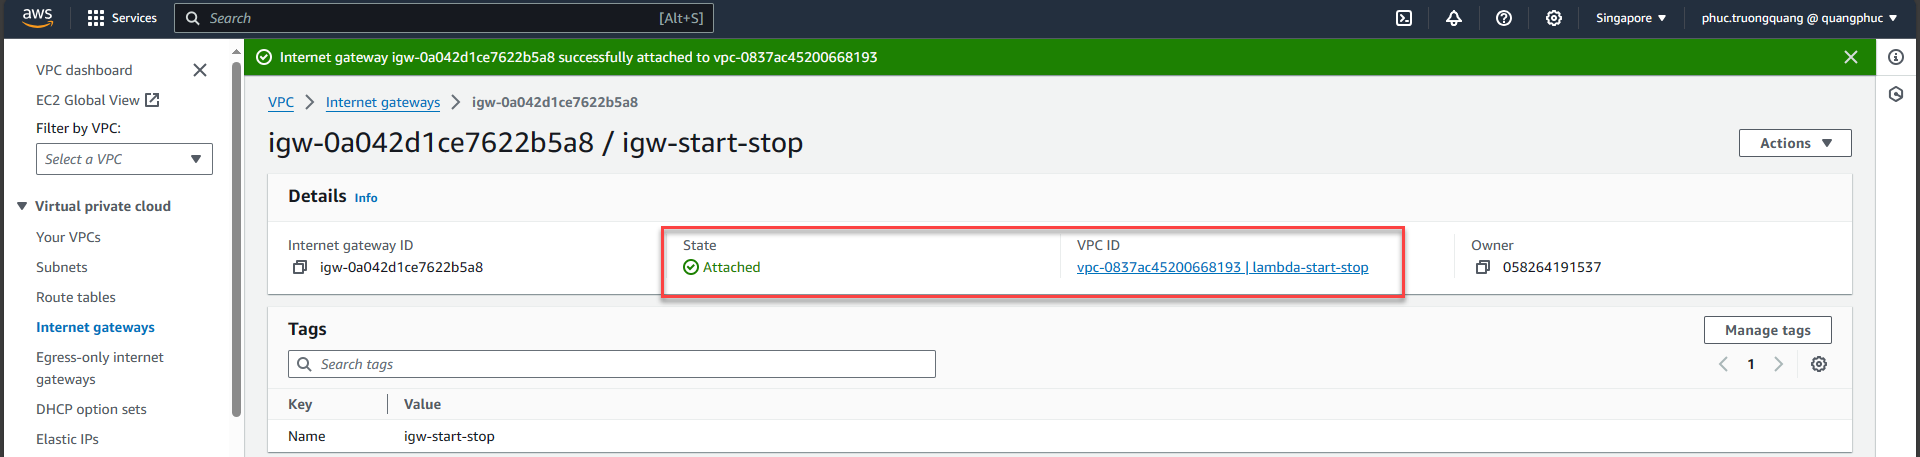 aws Services Search [Alt+S] Singapore phuc.truongquang @ quangphuc
VPC dashboard
EC2 Global View
Filter by VPC:
Select a VPC
Virtual private cloud
Your VPCs
Subnets
Route tables
Internet gateways
Egress-only internet
gateways
DHCP option sets
Elastic IPs
Internet gateway igw-0a042d1ce7622b5a8 successfully attached to vpc-0837ac45200668193
VPC Internet gateways igw-0a042d1ce7622b5a8
igw-0a042d1ce7622b5a8 / igw-start-stop
Actions
Details Info
Internet gateway ID
igw-0a042d1ce7622b5a8
State
Attached
VPC ID
vpc-0837ac45200668193 | lambda-start-stop
Owner
058264191537
Tags
Manage tags
Search tags
1
Key Value
Name igw-start-stop